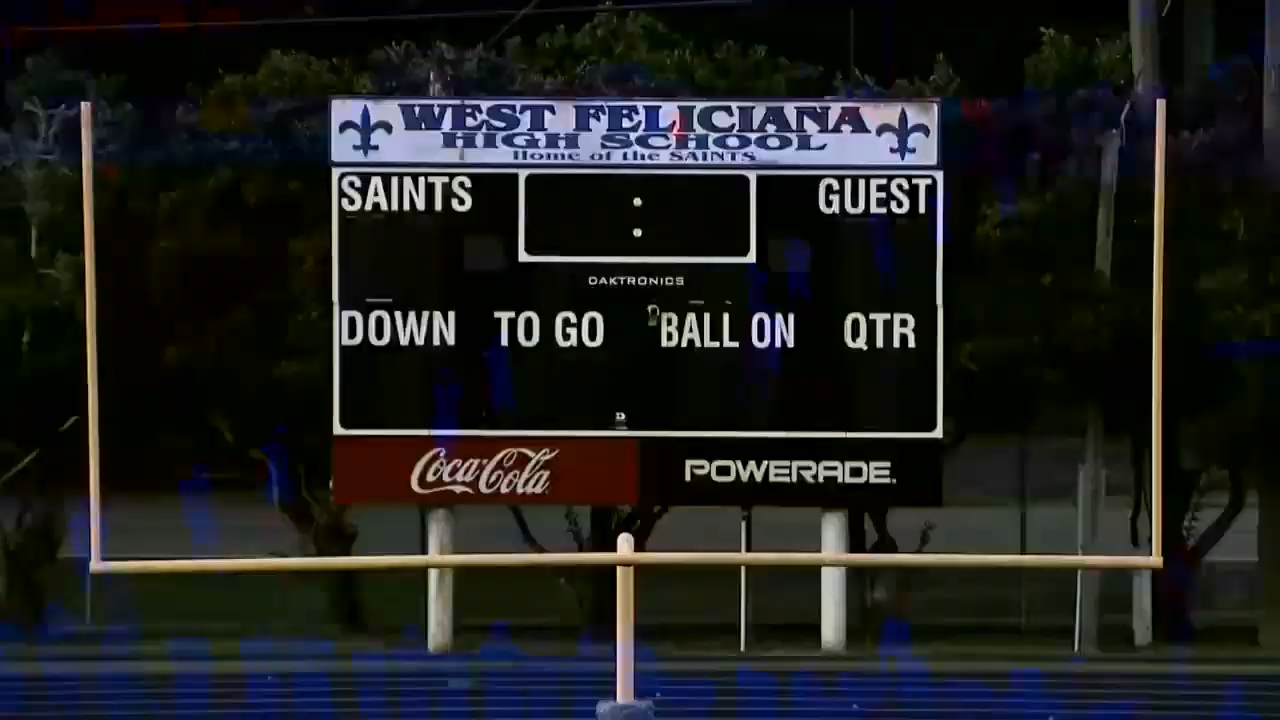 WEST FELICIANA
HIGH SCHOOL
Home of the SAINTS
SAINTS
:
GUEST
DAKTRONICS
DOWN TO GO BALL ON QTR
Coca-Cola
POWERADE